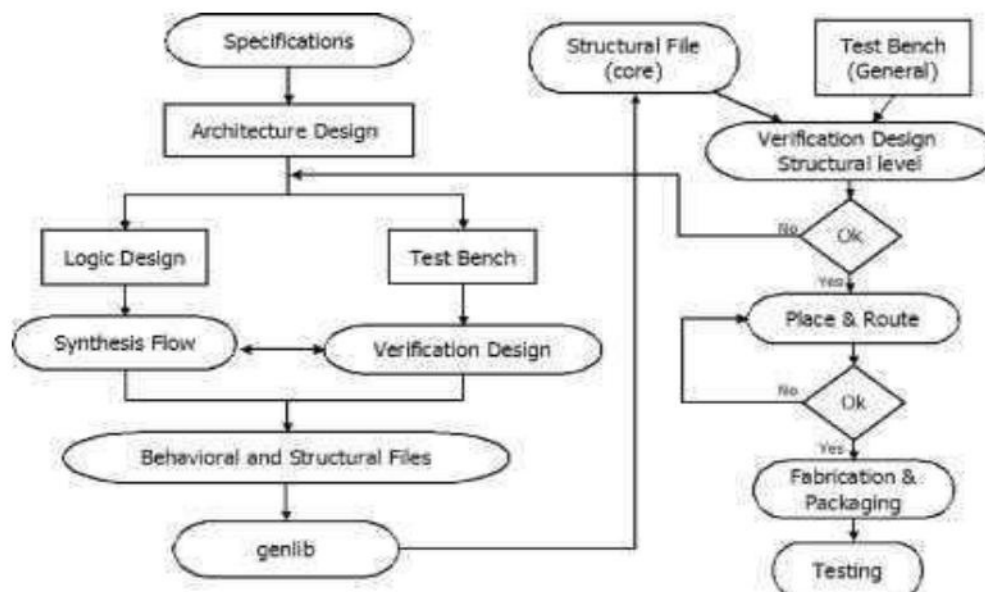 Specifications
Architecture Design
Logic Design
Test Bench
Synthesis Flow
Verification Design
Behavioral and Structural Files
genlib
Structural File
(core)
Test Bench
(General)
Verification Design
Structural level
No
Ok
Yes
Place & Route
No
Ok
Yes
Fabrication &
Packaging
Testing